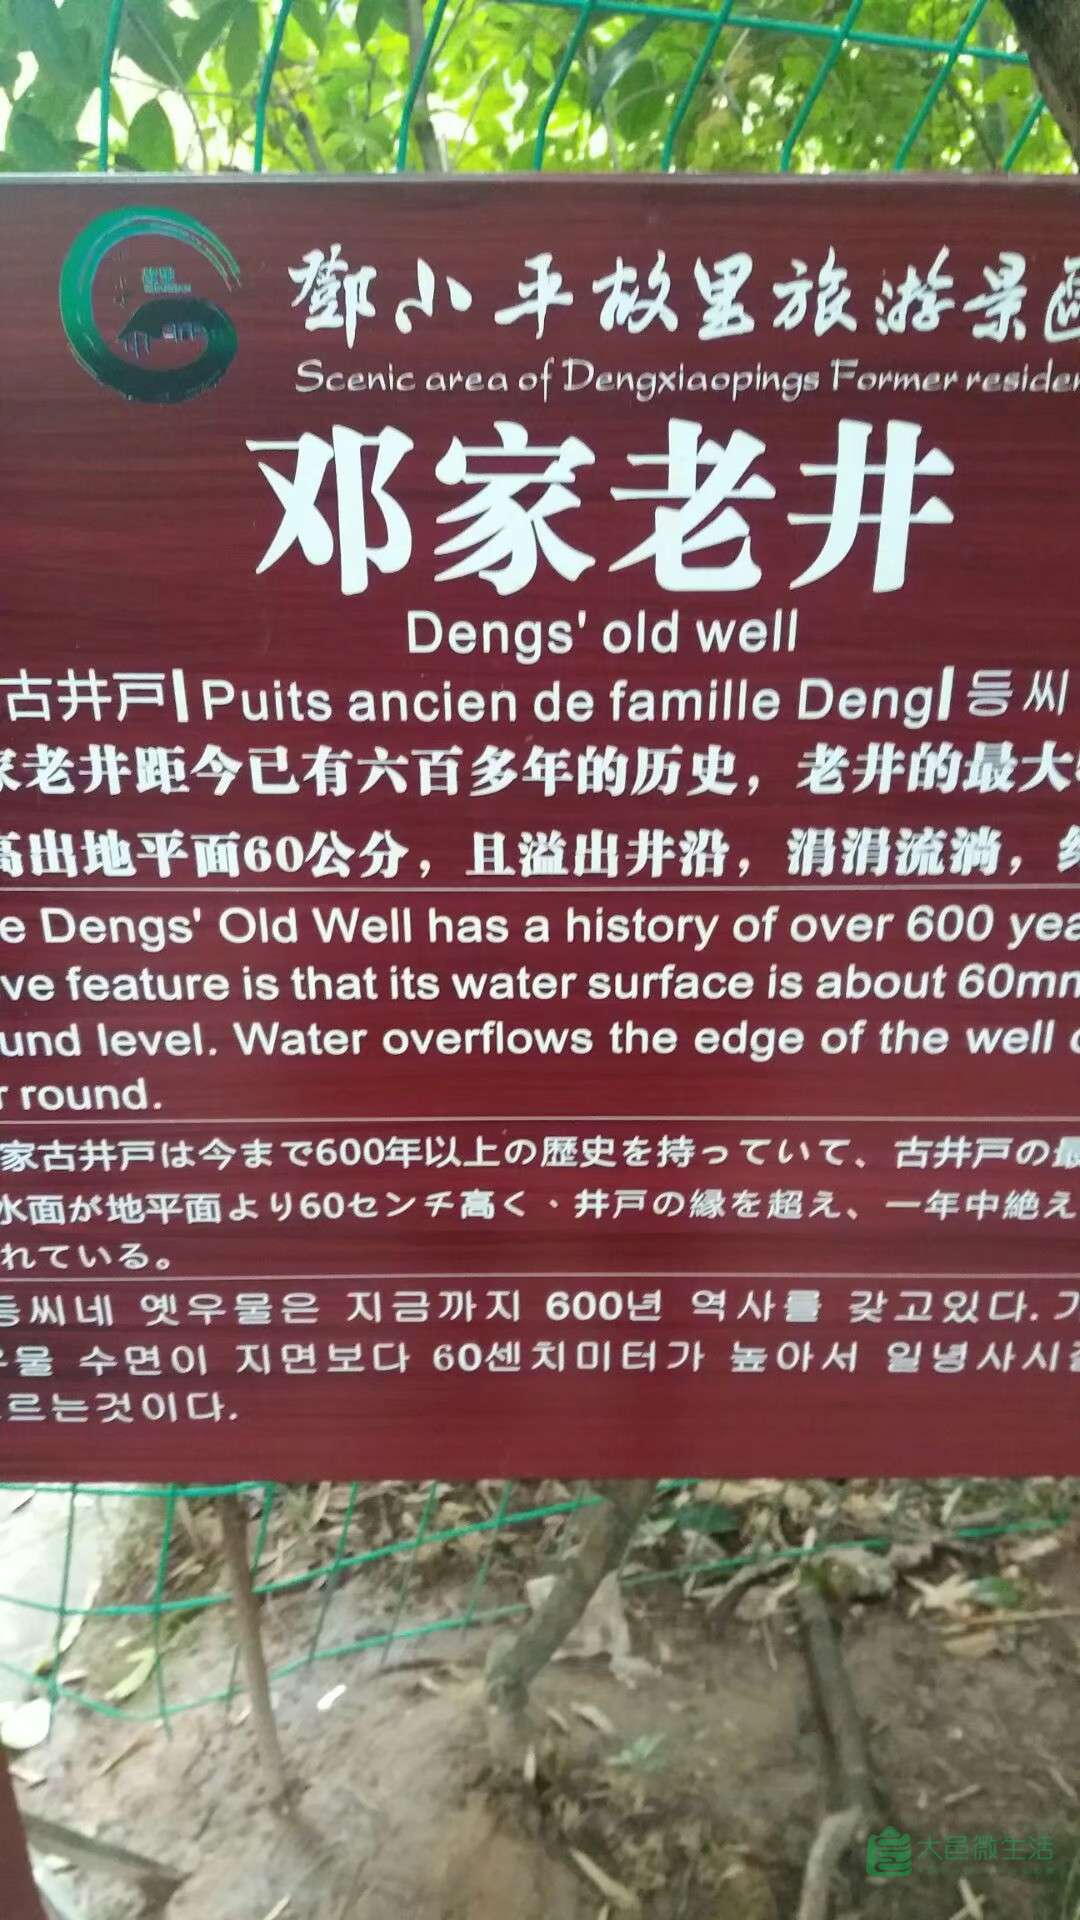 鄧小平故里旅游景區
Scenic area of Dengxiaopings Former residen
邓家老井
Dengs' old well
古井戸| Puits ancien de famille Deng| 등씨
家老井距今已有六百多年的历史，老井的最大
高出地平面60公分，且溢出井沿，涓涓流淌，
e Dengs' Old Well has a history of over 600 yea
ve feature is that its water surface is about 60mm
und level. Water overflows the edge of the well
r round.
家古井戸は今まで600年以上の歴史を持っていて、古井戸の最
水面が地平面より60センチ高く、井戸の縁を超え、一年中絶え
れている。
등씨네 옛우물은 지금까지 600년 역사를 갖고있다.
우물 수면이 지면보다 60센치미터가 높아서 일녕사시
르는것이다.
大邑微生活